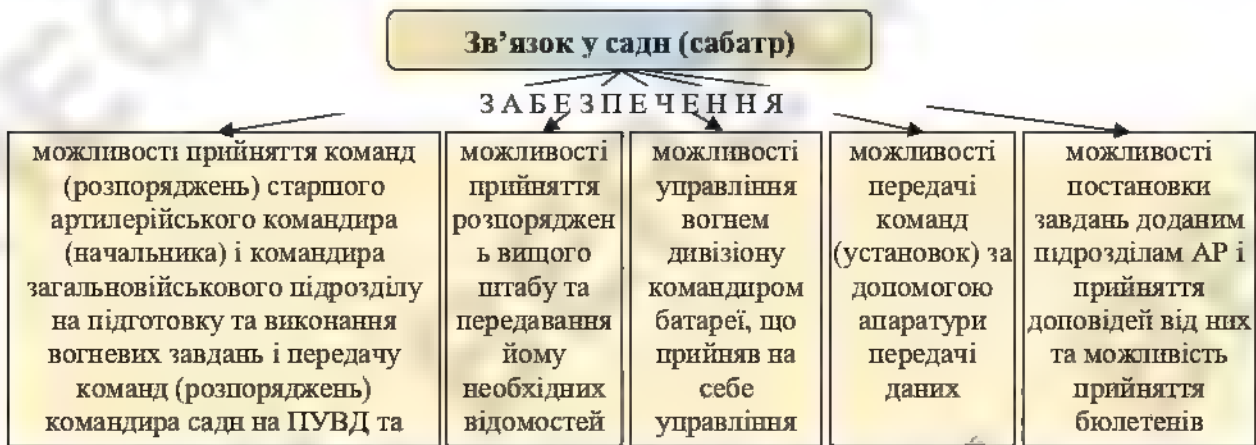 Зв’язок у садн (сабатр)
З А Б Е З П Е Ч Е Н Н Я
можливості прийняття команд
(розпоряджень) старшого
артилерійського командира
(начальника) і командира
загальновійськового підрозділу
на підготовку та виконання
вогневих завдань і передачу
команд (розпоряджень)
командира садн на ПУВД та
можливості
прийняття
розпоряджен
ь вищого
штабу та
передавання
йому
необхідних
відомостей
можливості
управління
вогнем
дивізіону
командиром
батареї, що
прийняв на
себе
управління
можливості
передачі
команд
(установок) за
допомогою
апаратури
передачі
даних
можливості
постановки
завдань доданим
підрозділам АР і
прийняття
доповідей від них
та можливість
прийняття
бюлетенів